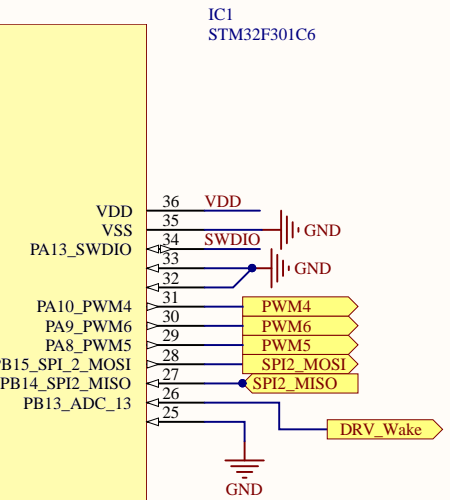 IC1
STM32F301C6
VDD 36 VDD
VSS 35 GND
PA13_SWDIO 34 SWDIO
33 GND
32
PA10_PWM4 31 PWM4
PA9_PWM6 30 PWM6
PA8_PWM5 29 PWM5
PB15_SPI_2_MOSI 28 SPI2_MOSI
PB14_SPI2_MISO 27 SPI2_MISO
PB13_ADC_13 26 DRV_Wake
25
GND